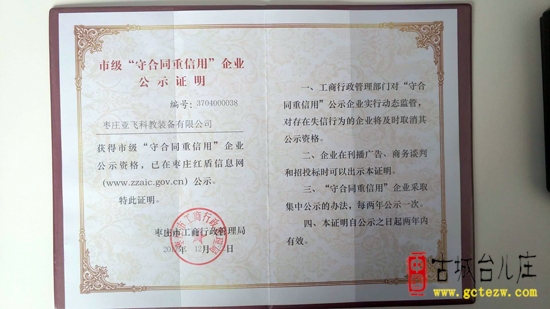 市级“守合同重信用”企业
公示证明
编号:3704000038
枣庄亚飞科教装备有限公司
获得市级“守合同重信用”企业
公示资格，已在枣庄红盾信息网
(www.zzaic.gov.cn)公示。
特此证明。
枣庄市工商行政管理局
一、工商行政管理部门对“守合
同重信用”公示企业实行动态监管，
对存在失信行为的企业将及时取消其
公示资格。
二、企业在刊播广告、商务谈判
和招投标时可以出示本证明。
三、“守合同重信用”企业采取
集中公示的办法，每两年公示一次。
四、本证明自公示之日起两年内
有效。
古城台儿庄
www.gctezw.com